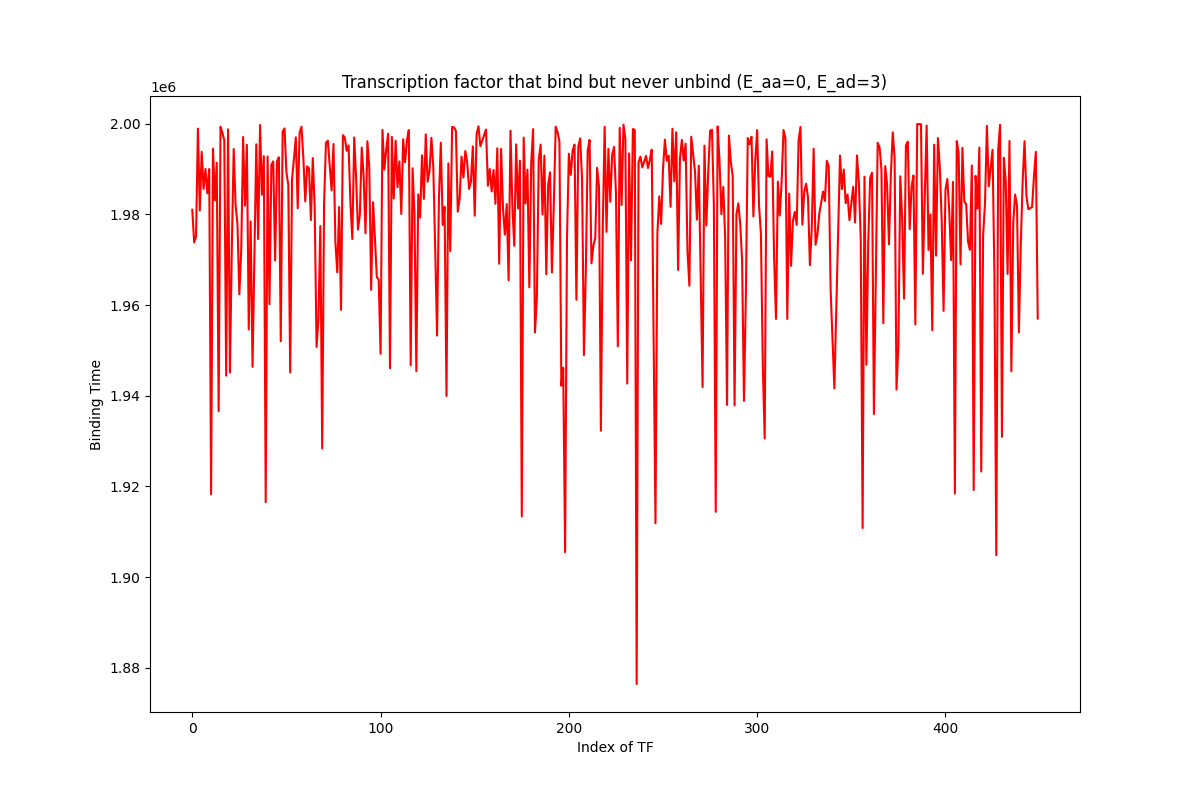 Transcription factor that bind but never unbind (E_aa=0, E_ad=3)
1e6
2.00
1.98
1.96
1.94
1.92
1.90
1.88
Binding Time
0 100 200 300 400
Index of TF